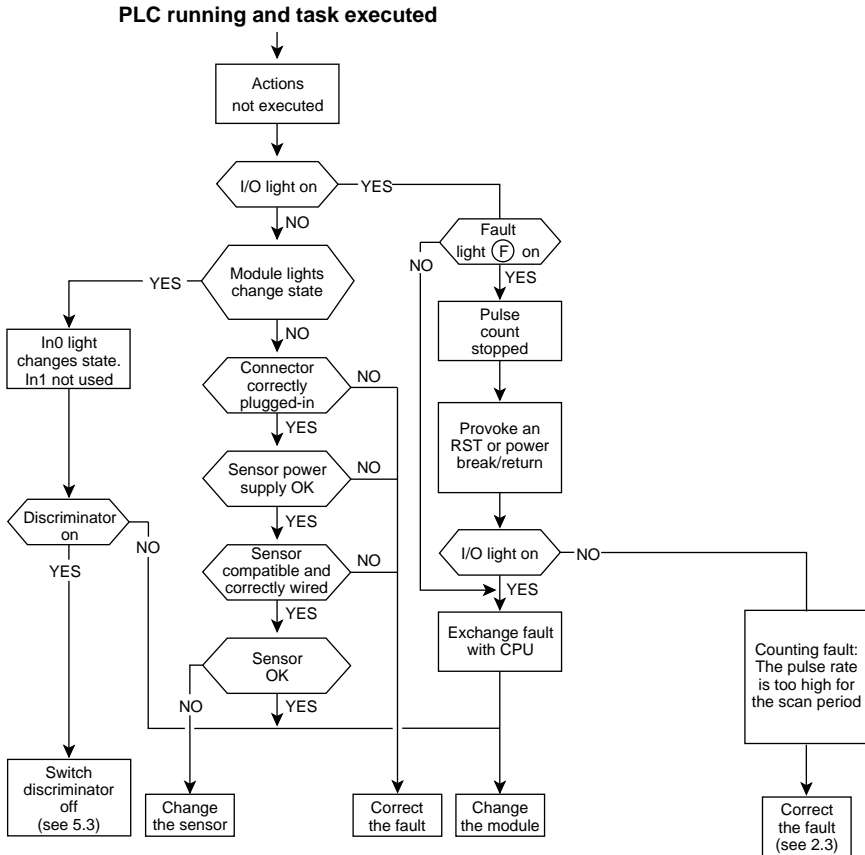 PLC running and task executed
Actions
not executed
I/O light on
YES
NO
Fault
light F on
NO
YES
Module lights
change state
YES
NO
Pulse
count
stopped
In0 light
changes state.
In1 not used
Connector
correctly
plugged-in
NO
YES
Provoke an
RST or power
break/return
Sensor power
supply OK
NO
YES
Discriminator
on
NO
YES
I/O light on
NO
YES
Sensor
compatible and
correctly wired
NO
YES
Exchange fault
with CPU
Counting fault:
The pulse rate
is too high for
the scan period
Sensor
OK
NO
YES
Switch
discriminator
off
(see 5.3)
Change
the sensor
Correct
the fault
Change
the module
Correct
the fault
(see 2.3)